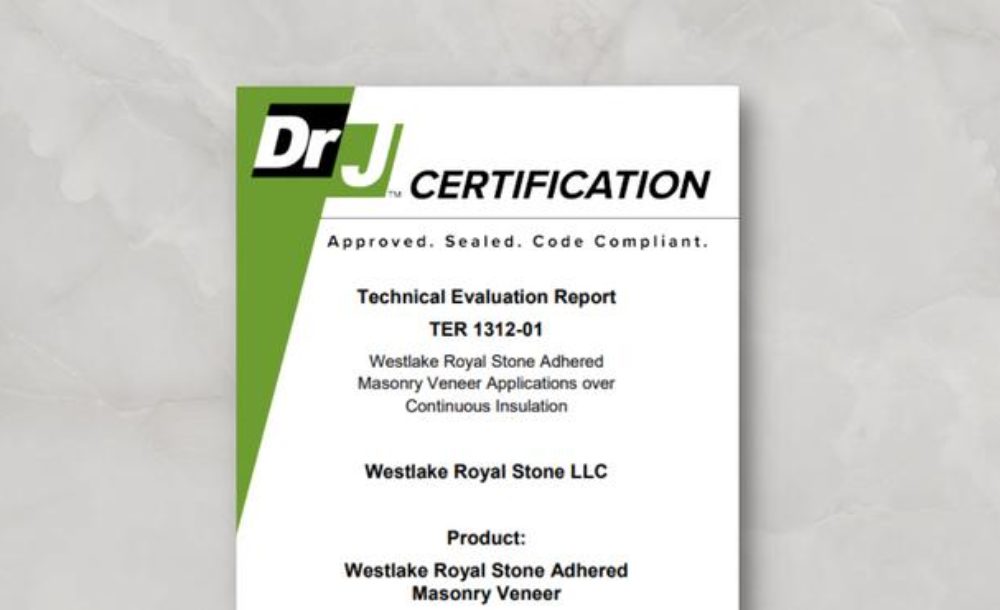 DrJ™ CERTIFICATION
Approved. Sealed. Code Compliant.
Technical Evaluation Report
TER 1312-01
Westlake Royal Stone Adhered
Masonry Veneer Applications over
Continuous Insulation
Westlake Royal Stone LLC
Product:
Westlake Royal Stone Adhered
Masonry Veneer